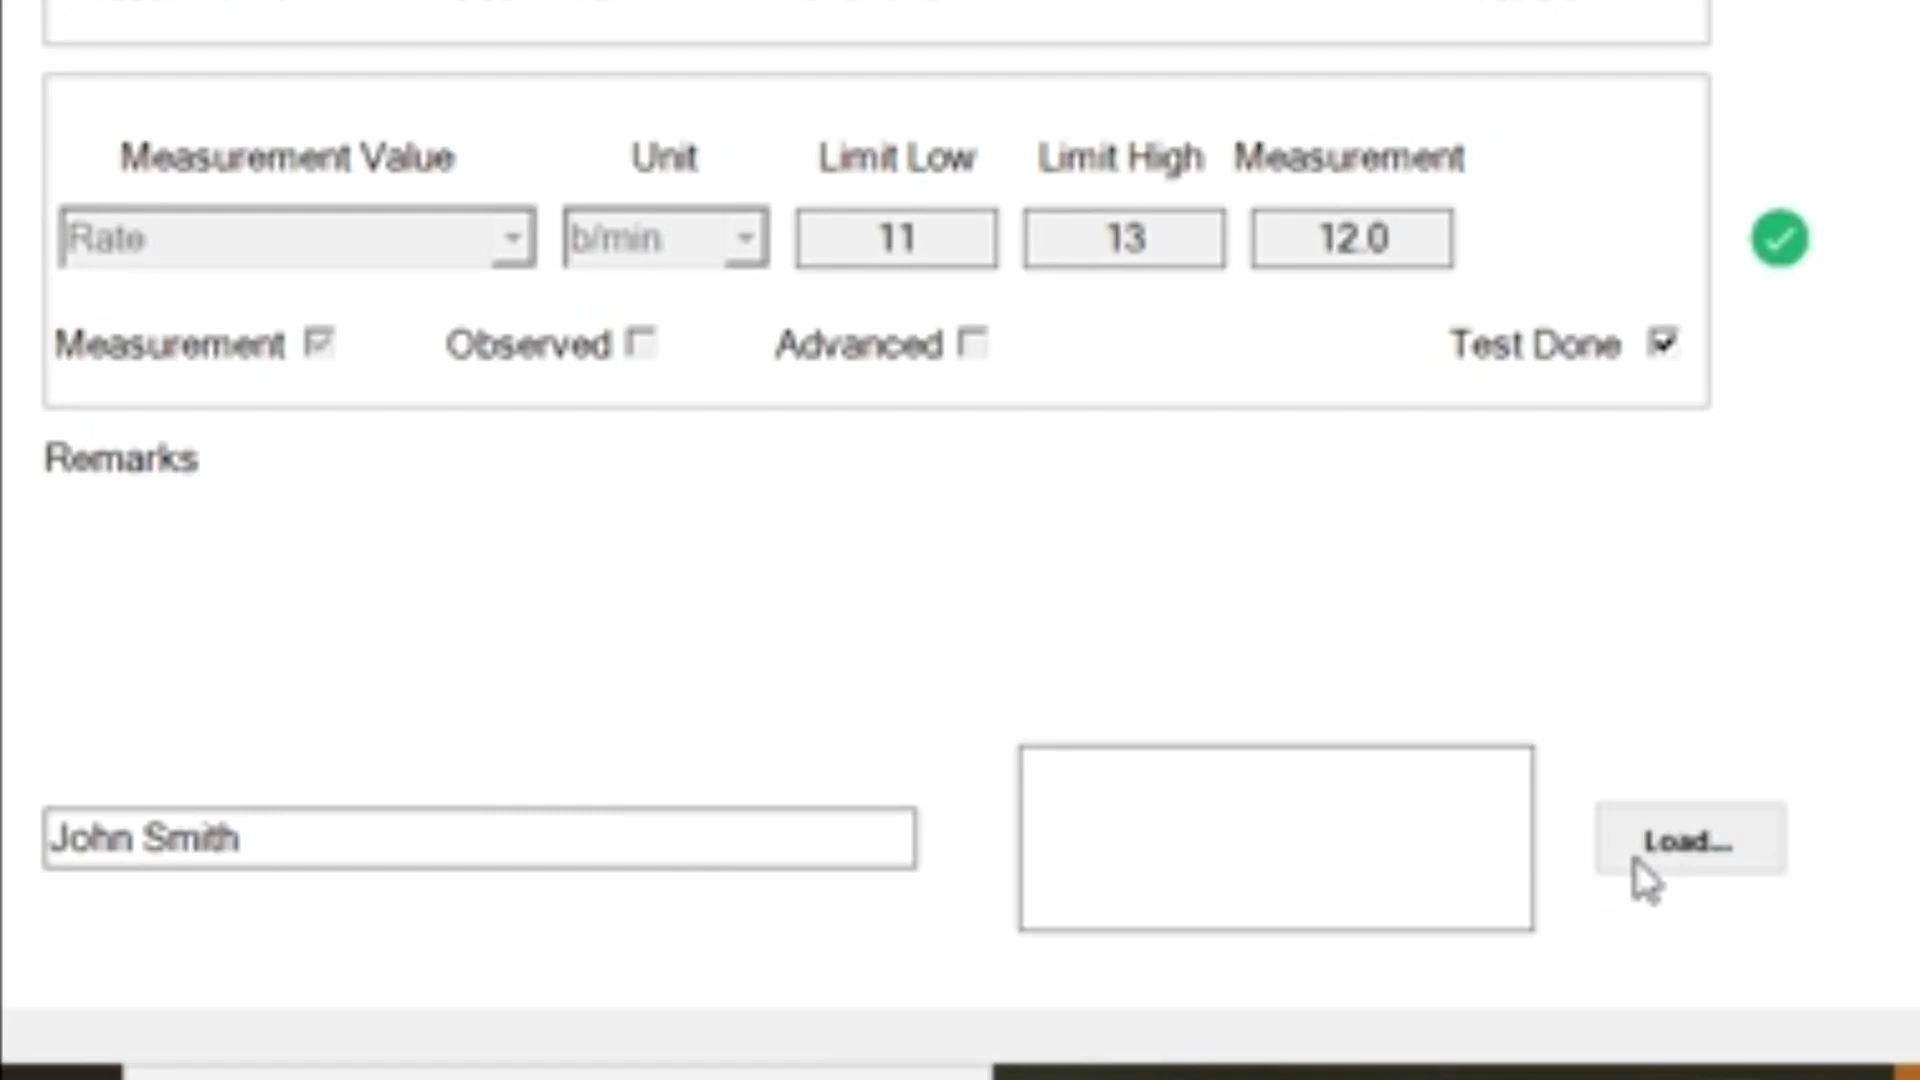 Measurement Value Unit Limit Low Limit High Measurement
Rate b/min 11 13 12.0
Measurement Observed Advanced Test Done
Remarks
John Smith
Load...